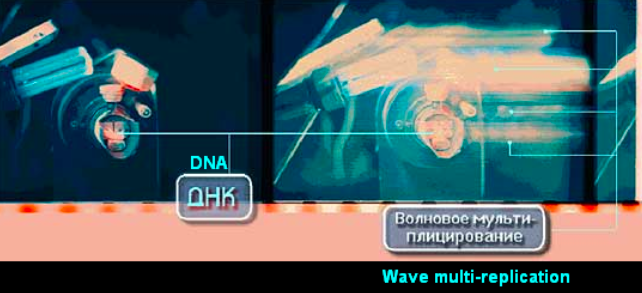 DNA
ДНК
Волновое мульти-
плицирование
Wave multi-replication